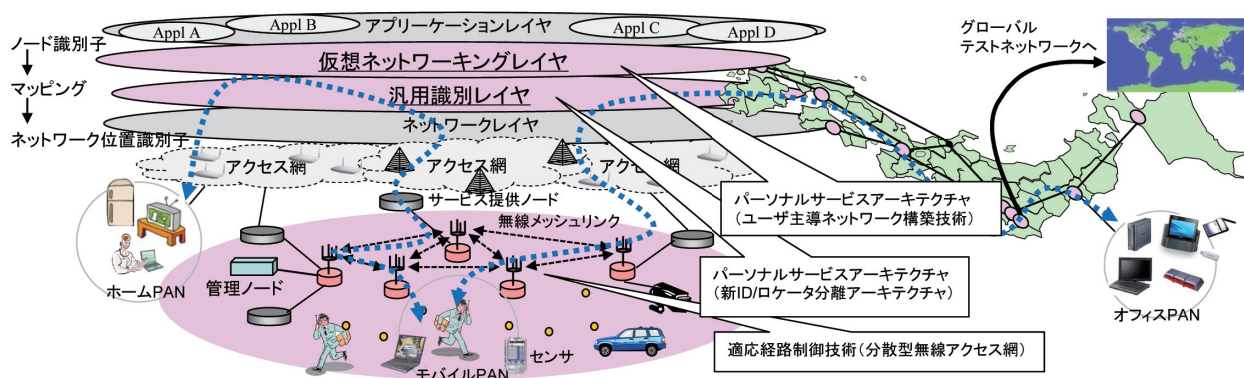 Appl A
Appl B
アプリケーションレイヤ
Appl C
Appl D
グローバル
テストネットワークへ
ノード識別子
仮想ネットワーキングレイヤ
マッピング
汎用識別レイヤ
ネットワーク位置識別子
ネットワークレイヤ
アクセス網
アクセス網
アクセス網
サービス提供ノード
パーソナルサービスアーキテクチャ
(ユーザ主導ネットワーク構築技術)
無線メッシュリンク
管理ノード
ホームPAN
パーソナルサービスアーキテクチャ
(新ID/ロケータ分離アーキテクチャ)
オフィスPAN
センサ
モバイルPAN
適応経路制御技術(分散型無線アクセス網)